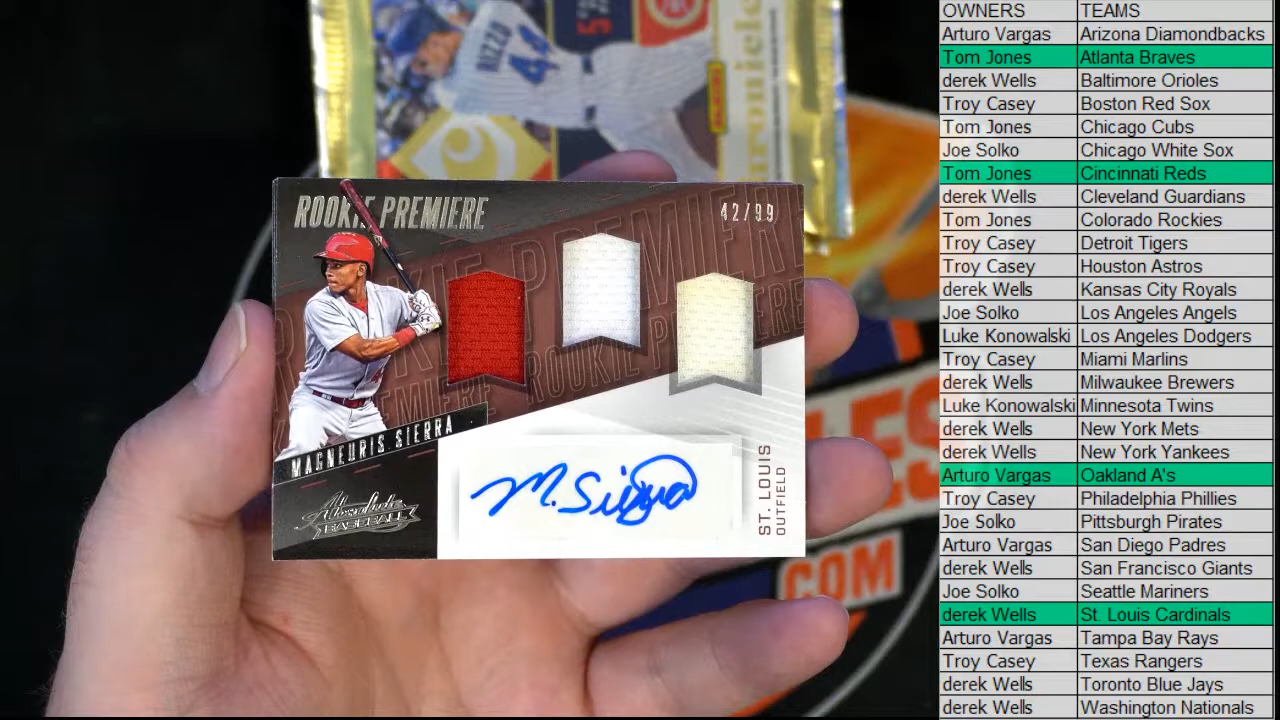 RIZZO
44
PANINI
ROOKIE PREMIERE
42/99
MAGNEURIS SIERRA
Absolute
BASEBALL
M. Sierra
ST. LOUIS
OUTFIELD
COM
OWNERS TEAMS
Arturo Vargas Arizona Diamondbacks
Tom Jones Atlanta Braves
derek Wells Baltimore Orioles
Troy Casey Boston Red Sox
Tom Jones Chicago Cubs
Joe Solko Chicago White Sox
Tom Jones Cincinnati Reds
derek Wells Cleveland Guardians
Tom Jones Colorado Rockies
Troy Casey Detroit Tigers
Troy Casey Houston Astros
derek Wells Kansas City Royals
Joe Solko Los Angeles Angels
Luke Konowalski Los Angeles Dodgers
Troy Casey Miami Marlins
derek Wells Milwaukee Brewers
Luke Konowalski Minnesota Twins
derek Wells New York Mets
derek Wells New York Yankees
Arturo Vargas Oakland A's
Troy Casey Philadelphia Phillies
Joe Solko Pittsburgh Pirates
Arturo Vargas San Diego Padres
derek Wells San Francisco Giants
Joe Solko Seattle Mariners
derek Wells St. Louis Cardinals
Arturo Vargas Tampa Bay Rays
Troy Casey Texas Rangers
derek Wells Toronto Blue Jays
derek Wells Washington Nationals